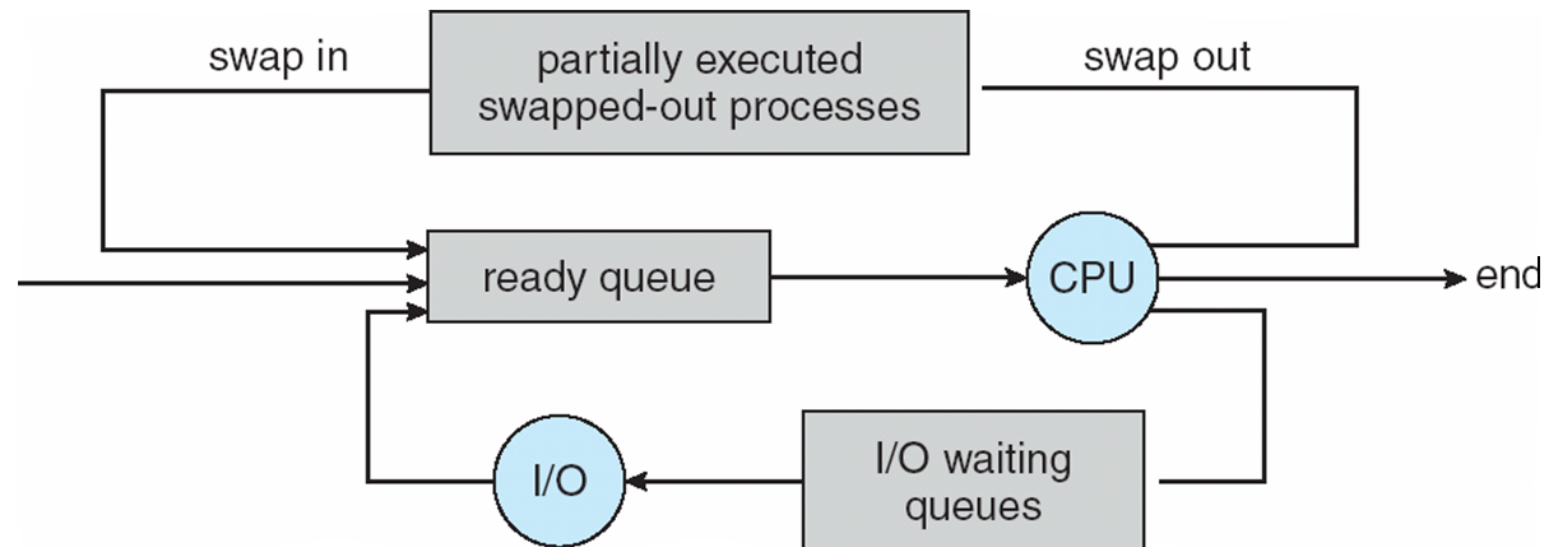 swap in
partially executed
swapped-out processes
swap out
ready queue
CPU
end
I/O
I/O waiting
queues